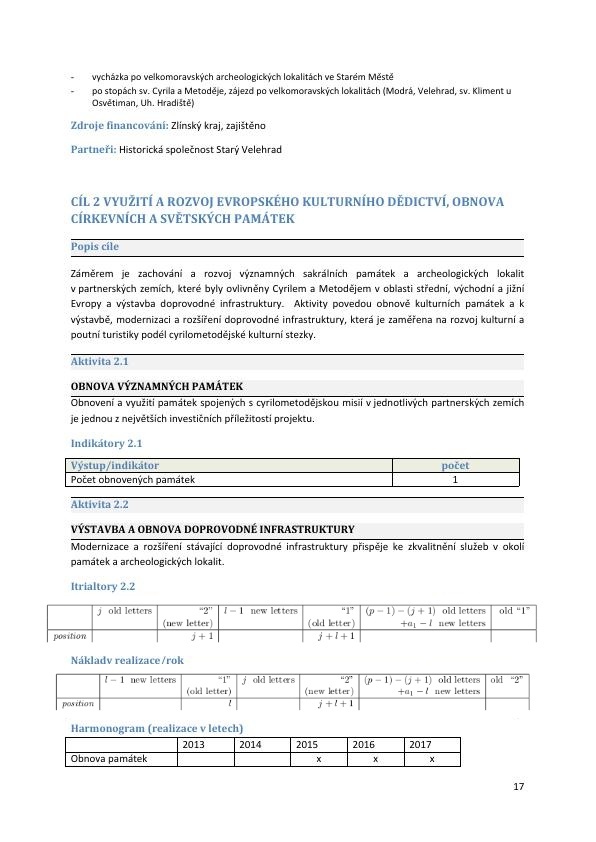 - vycházka po velkomoravských archeologických lokalitách ve Starém Městě
- po stopách sv. Cyrila a Metoděje, zájezd po velkomoravských lokalitách (Modrá, Velehrad, sv. Kliment u
Osvětiman, Uh. Hradiště)
Zdroje financování: Zlínský kraj, zajištěno
Partneři: Historická společnost Starý Velehrad
CÍL 2 VYUŽITÍ A ROZVOJ EVROPSKÉHO KULTURNÍHO DĚDICTVÍ, OBNOVA
CÍRKEVNÍCH A SVĚTSKÝCH PAMÁTEK
Popis cíle
Záměrem je zachování a rozvoj významných sakrálních památek a archeologických lokalit
v partnerských zemích, které byly ovlivněny Cyrilem a Metodějem v oblasti střední, východní a jižní
Evropy a výstavba doprovodné infrastruktury. Aktivity povedou obnově kulturních památek a k
výstavbě, modernizaci a rozšíření doprovodné infrastruktury, která je zaměřena na rozvoj kulturní a
poutní turistiky podél cyrilometodějské kulturní stezky.
Aktivita 2.1
OBNOVA VÝZNAMNÝCH PAMÁTEK
Obnovení a využití památek spojených s cyrilometodějskou misií v jednotlivých partnerských zemích
je jednou z největších investičních příležitostí projektu.
Indikátory 2.1
Výstup/indikátor počet
Počet obnovených památek 1
Aktivita 2.2
VÝSTAVBA A OBNOVA DOPROVODNÉ INFRASTRUKTURY
Modernizace a rozšíření stávající doprovodné infrastruktury přispěje ke zkvalitnění služeb v okolí
památek a archeologických lokalit.
Itrialtory 2.2
j old letters "2" l − 1 new letters "1" (p − 1) − (j + 1) old letters old "1"
(new letter) (old letter) +a₁ − l new letters
position j + 1 j + l + 1
Nákladv realizace/rok
l − 1 new letters "1" j old letters "2" (p − 1) − (j + 1) old letters old "2"
(old letter) (new letter) +a₁ − l new letters
position l j + l + 1
Harmonogram (realizace v letech)
2013 2014 2015 2016 2017
Obnova památek x x x
17